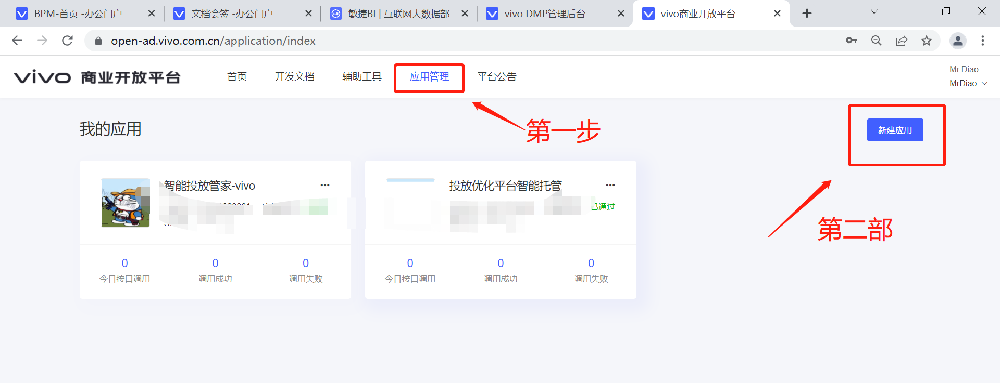 BPM-首页 -办公门户
文档会签 -办公门户
敏捷BI | 互联网大数据部
vivo DMP管理后台
vivo商业开放平台
open-ad.vivo.com.cn/application/index
vivo 商业开放平台
首页
开发文档
辅助工具
应用管理
平台公告
Mr.Diao
MrDiao
第一步
我的应用
新建应用
第二部
智能投放管家-vivo
投放优化平台智能托管
已通过
0
今日接口调用
0
调用成功
0
调用失败
0
今日接口调用
0
调用成功
0
调用失败